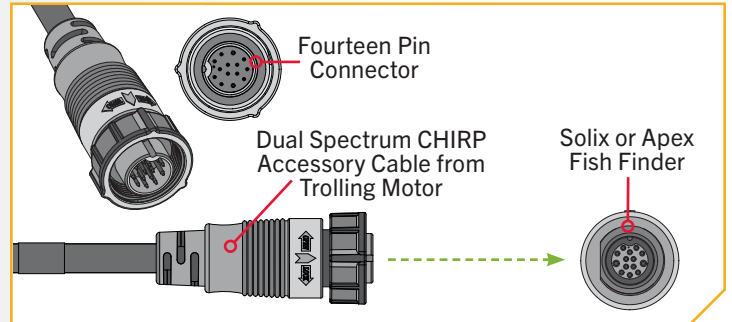 Fourteen Pin
Connector
Dual Spectrum CHIRP
Accessory Cable from
Trolling Motor
Solix or Apex
Fish Finder